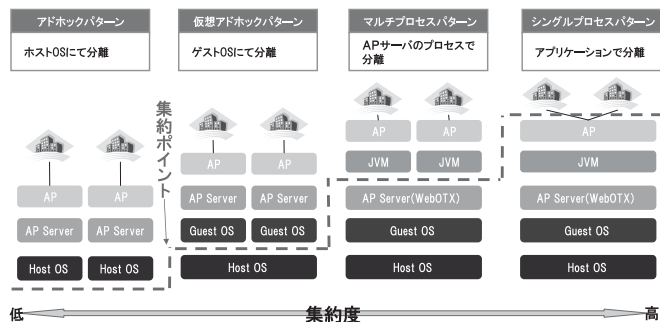 アドホックパターン
ホストOSにて分離
仮想アドホックパターン
ゲストOSにて分離
マルチプロセスパターン
APサーバのプロセスで
分離
シングルプロセスパターン
アプリケーションで分離
集約ポイント
AP
AP
AP Server
AP Server
Host OS
Host OS
AP
AP
AP Server
AP Server
Guest OS
Guest OS
Host OS
AP
AP
JVM
JVM
AP Server(WebOTX)
Guest OS
Host OS
AP
JVM
AP Server(WebOTX)
Guest OS
Host OS
低
集約度
高